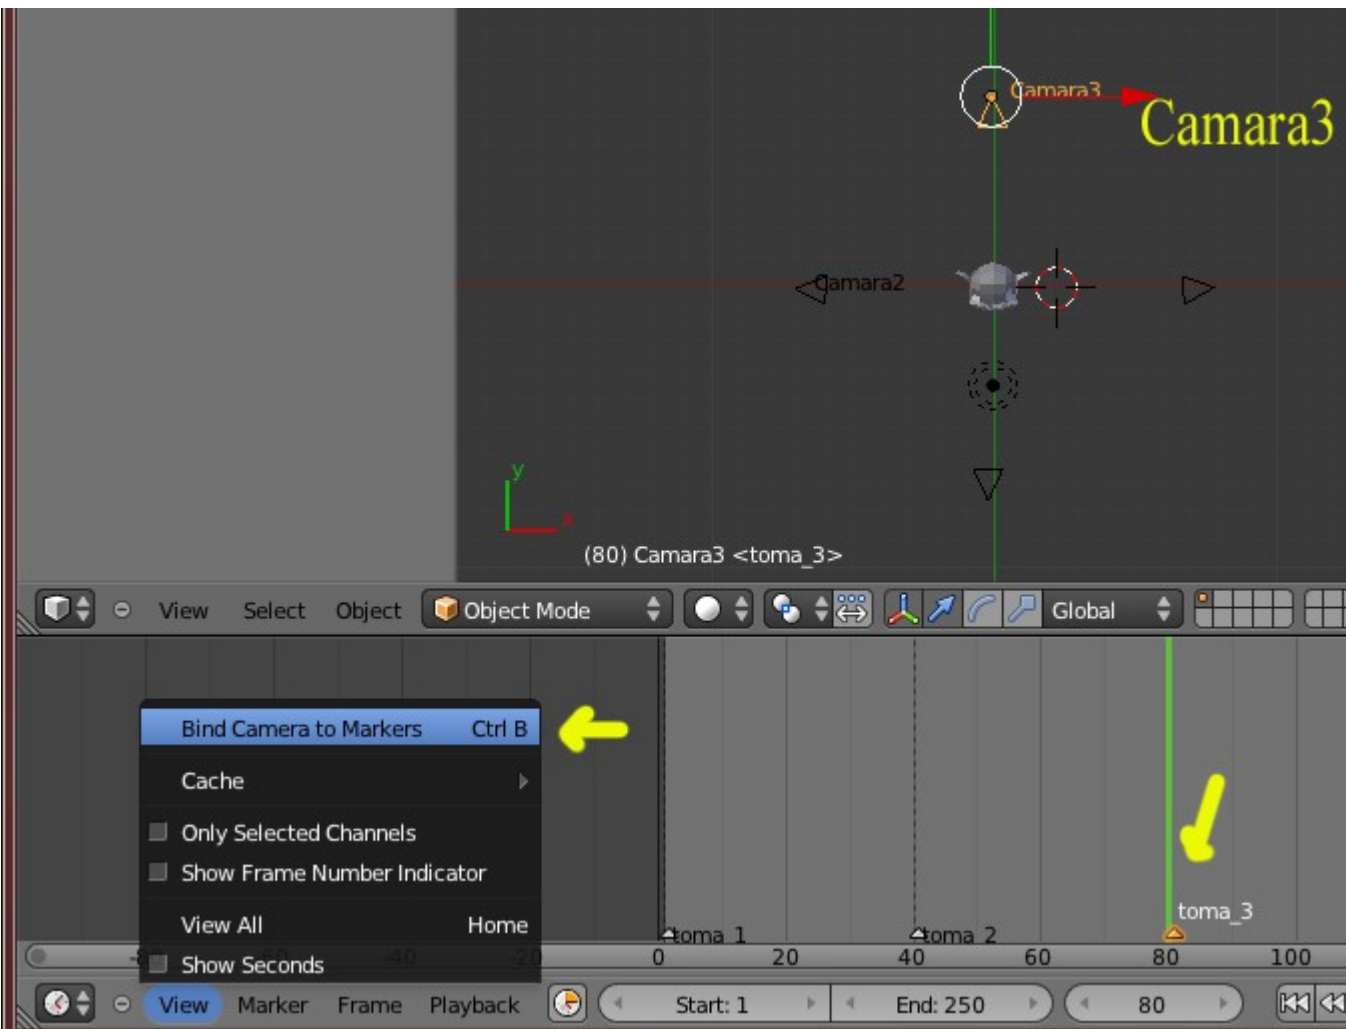 Camara3
Camara3
Camara2
y
x
(80) Camara3 <toma_3>
View Select Object Object Mode Global
Bind Camera to Markers Ctrl B
Cache
Only Selected Channels
Show Frame Number Indicator
View All Home
Show Seconds
toma_1 toma_2 toma_3
0 20 40 60 80 100
View Marker Frame Playback Start: 1 End: 250 80